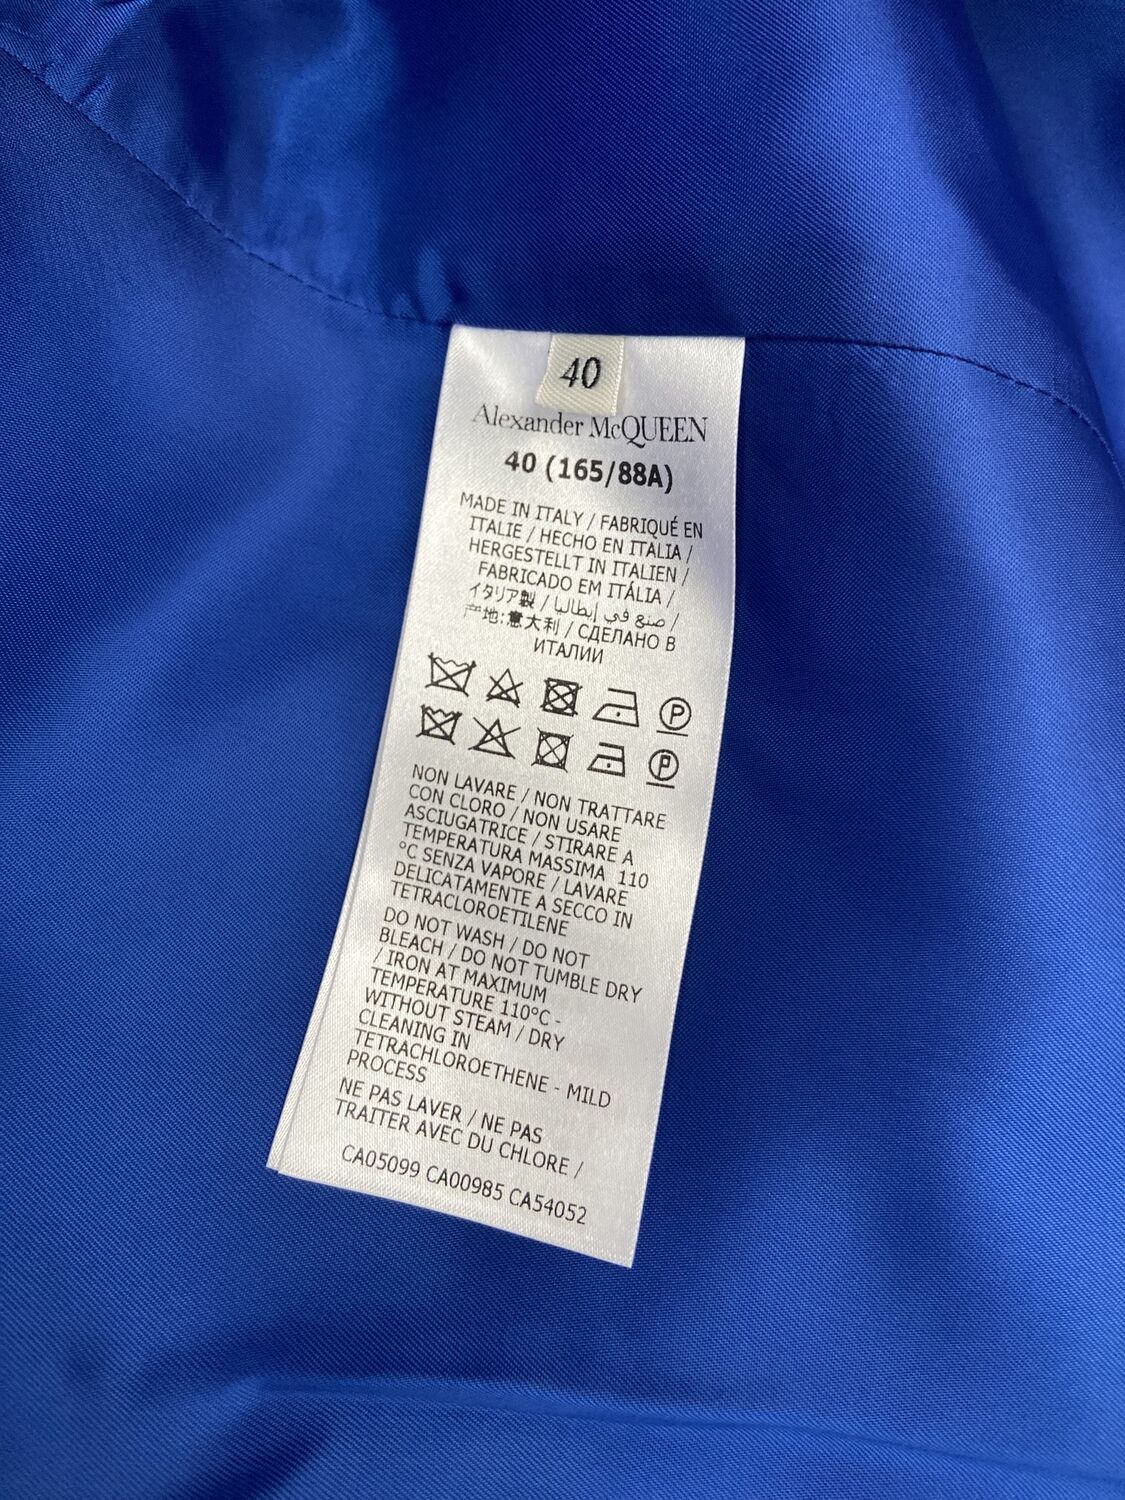 40
Alexander McQUEEN
40 (165/88A)
MADE IN ITALY / FABRIQUÉ EN
ITALIE / HECHO EN ITALIA /
HERGESTELLT IN ITALIEN /
FABRICADO EM ITÁLIA /
イタリア製 / صنع في إيطاليا /
产地:意大利 / СДЕЛАНО В
ИТАЛИИ
P
P
NON LAVARE / NON TRATTARE
CON CLORO / NON USARE
ASCIUGATRICE / STIRARE A
TEMPERATURA MASSIMA 110
°C SENZA VAPORE / LAVARE
DELICATAMENTE A SECCO IN
TETRACLOROETILENE
DO NOT WASH / DO NOT
BLEACH / DO NOT TUMBLE DRY
/ IRON AT MAXIMUM
TEMPERATURE 110°C -
WITHOUT STEAM / DRY
CLEANING IN
TETRACHLOROETHENE - MILD
PROCESS
NE PAS LAVER / NE PAS
TRAITER AVEC DU CHLORE /
CA05099 CA00985 CA54052